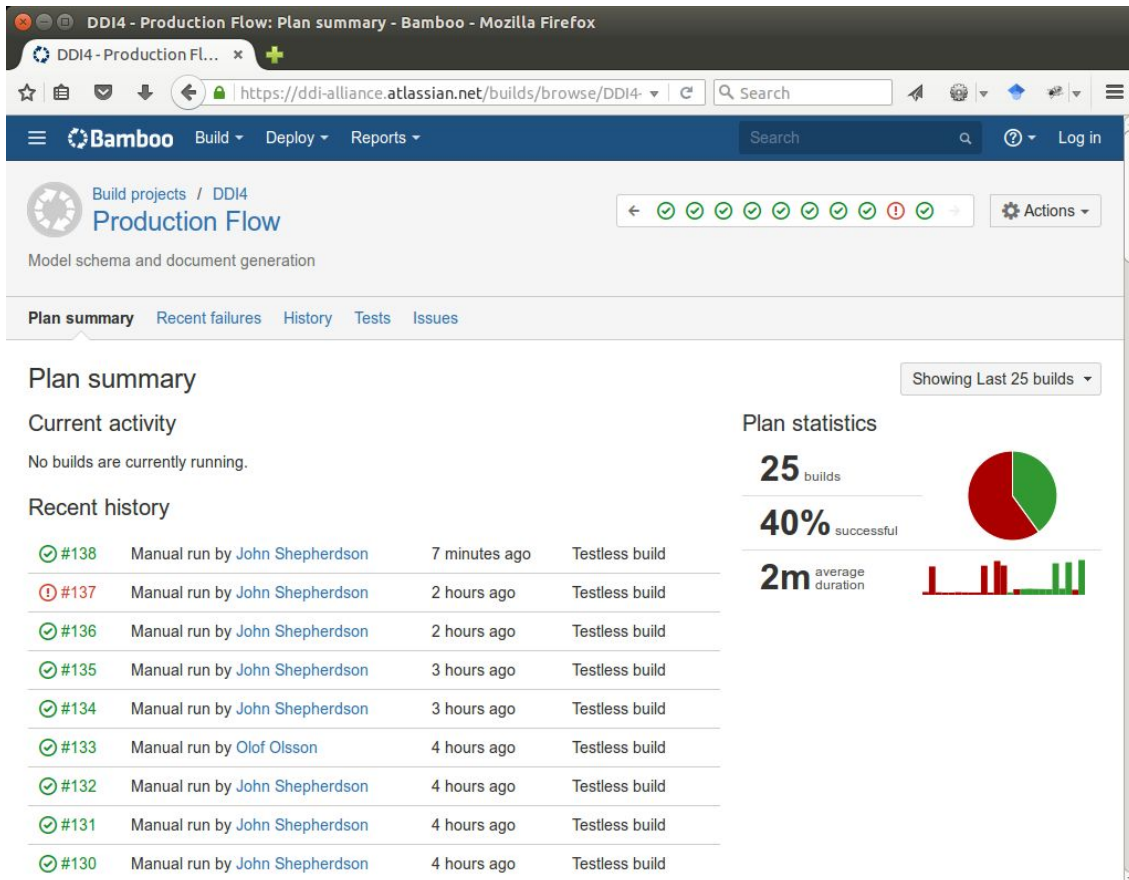 DDI4 - Production Flow: Plan summary - Bamboo - Mozilla Firefox
DDI4 - Production Fl... ×
https://ddi-alliance.atlassian.net/builds/browse/DDI4- Search
Bamboo Build Deploy Reports Search Log in
Build projects / DDI4
Production Flow
Actions
Model schema and document generation
Plan summary Recent failures History Tests Issues
Plan summary
Showing Last 25 builds
Current activity
No builds are currently running.
Recent history
#138 Manual run by John Shepherdson 7 minutes ago Testless build
#137 Manual run by John Shepherdson 2 hours ago Testless build
#136 Manual run by John Shepherdson 2 hours ago Testless build
#135 Manual run by John Shepherdson 3 hours ago Testless build
#134 Manual run by John Shepherdson 3 hours ago Testless build
#133 Manual run by Olof Olsson 4 hours ago Testless build
#132 Manual run by John Shepherdson 4 hours ago Testless build
#131 Manual run by John Shepherdson 4 hours ago Testless build
#130 Manual run by John Shepherdson 4 hours ago Testless build
Plan statistics
25 builds
40% successful
2m average duration